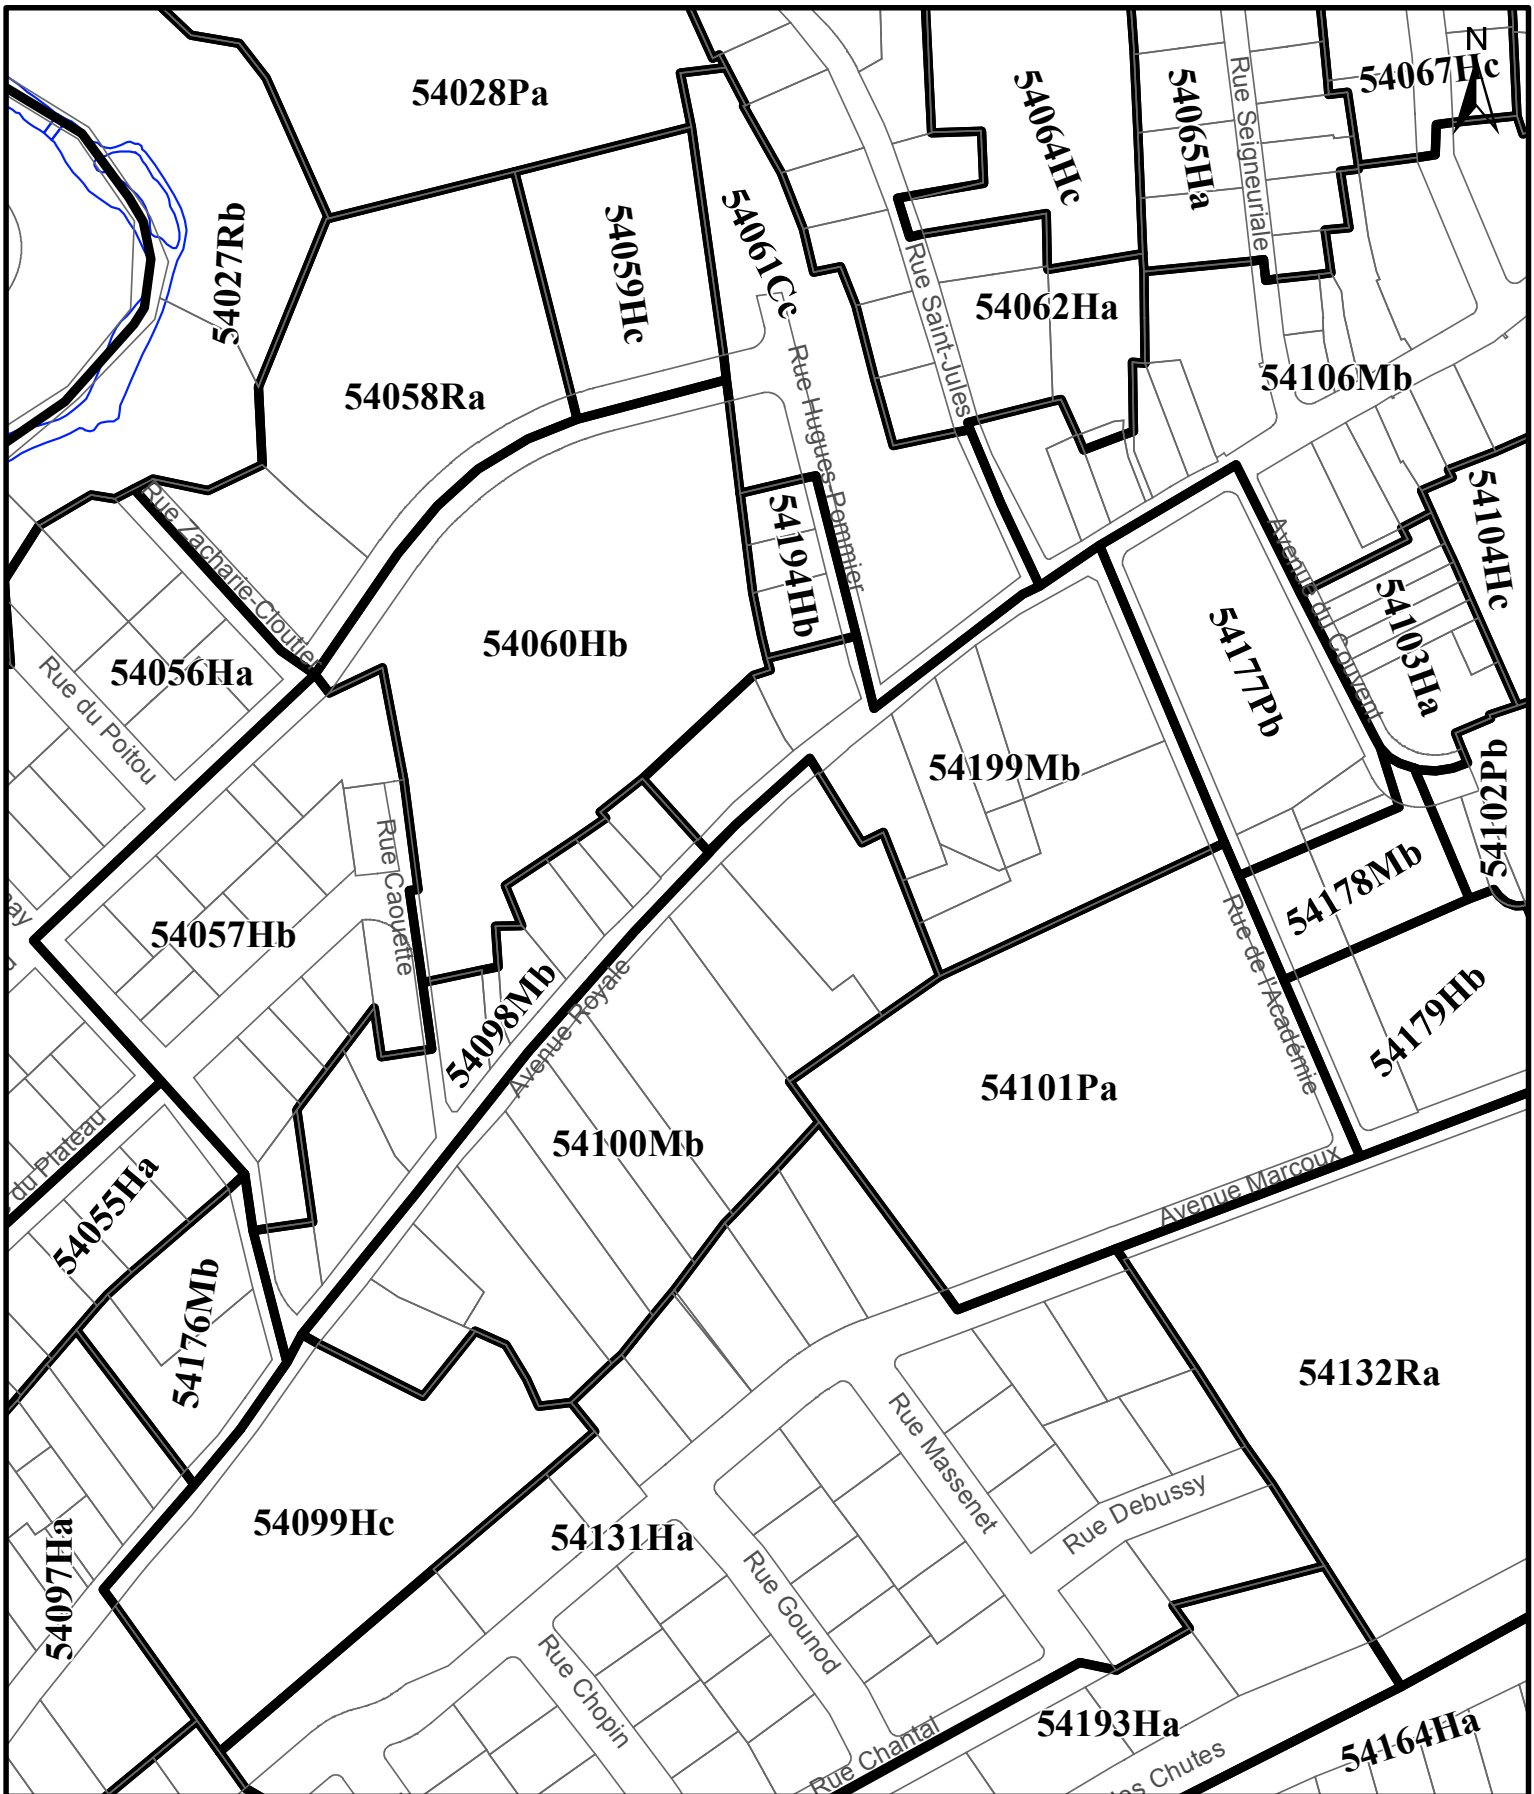 N
54067Hc
54028Pa
54064Hc
54065Ha
Rue Seigneuriale
54027Rb
54059Hc
54061Cc
Rue Saint-Jules
54062Ha
54106Mb
54058Ra
Rue Hugues-Pommier
54194Hb
54104Hc
Rue Zacharie-Cloutier
54060Hb
54056Ha
Rue du Poitou
54177Pb
Avenue du Couvent
54103Ha
54199Mb
54102Pb
Rue Caouette
54178Mb
54057Hb
54098Mb
Avenue Royale
Rue de l'Académie
54179Hb
54101Pa
54100Mb
du Plateau
54055Ha
Avenue Marcoux
54176Mb
54132Ra
Rue Massenet
54099Hc
54131Ha
Rue Debussy
54097Ha
Rue Gounod
Rue Chopin
54193Ha
Rue Chantal
54164Ha
Chutes